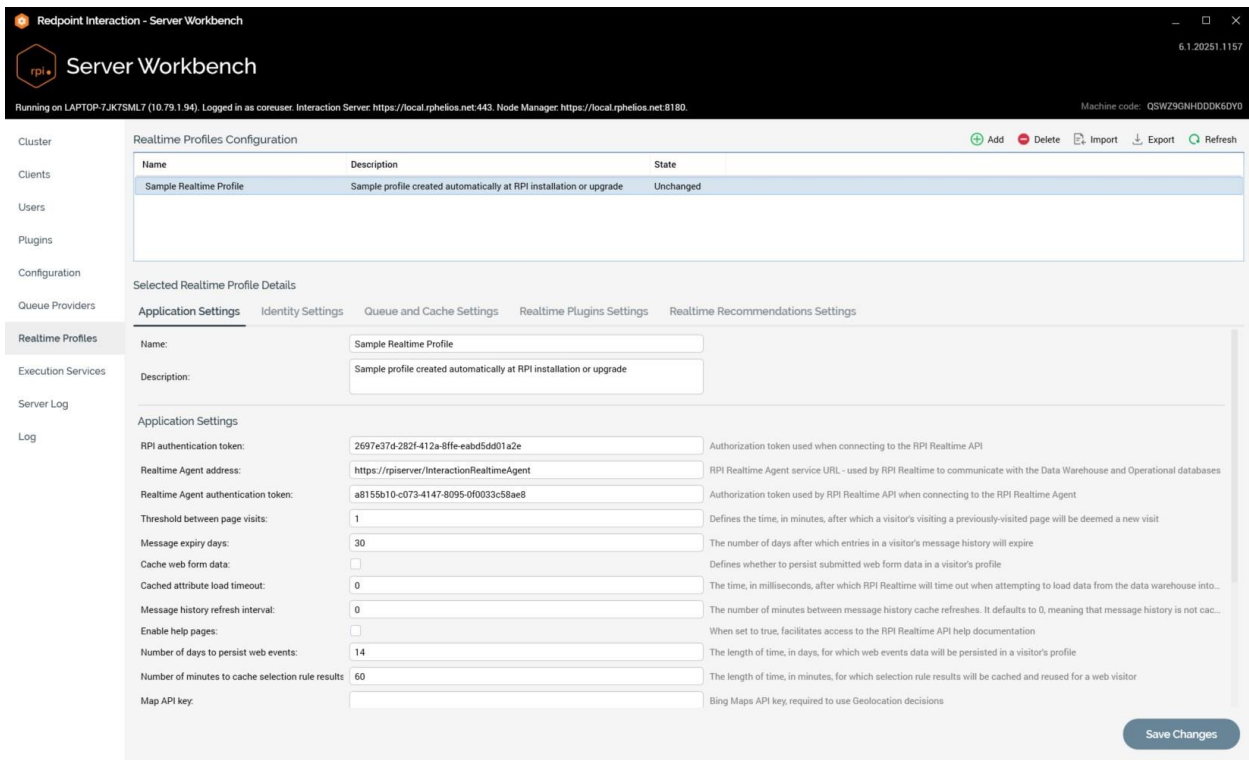 Redpoint Interaction - Server Workbench
6.1.20251.1157
rpi
Server Workbench
Running on LAPTOP-7JK7SML7 (10.79.1.94). Logged in as coreuser. Interaction Server: https://local.rphelios.net:443. Node Manager: https://local.rphelios.net:8180.
Machine code: QSWZ9GNHDDDK6DY0
Cluster
Clients
Users
Plugins
Configuration
Queue Providers
Realtime Profiles
Execution Services
Server Log
Log
Realtime Profiles Configuration
Add Delete Import Export Refresh
Name Description State
Sample Realtime Profile Sample profile created automatically at RPI installation or upgrade Unchanged
Selected Realtime Profile Details
Application Settings Identity Settings Queue and Cache Settings Realtime Plugins Settings Realtime Recommendations Settings
Name: Sample Realtime Profile
Description: Sample profile created automatically at RPI installation or upgrade
Application Settings
RPI authentication token: 2697e37d-282f-412a-8ffe-eabd5dd01a2e Authorization token used when connecting to the RPI Realtime API
Realtime Agent address: https://rpiserver/InteractionRealtimeAgent RPI Realtime Agent service URL - used by RPI Realtime to communicate with the Data Warehouse and Operational databases
Realtime Agent authentication token: a8155b10-c073-4147-8095-0f0033c58ae8 Authorization token used by RPI Realtime API when connecting to the RPI Realtime Agent
Threshold between page visits: 1 Defines the time, in minutes, after which a visitor's visiting a previously-visited page will be deemed a new visit
Message expiry days: 30 The number of days after which entries in a visitor's message history will expire
Cache web form data: Defines whether to persist submitted web form data in a visitor's profile
Cached attribute load timeout: 0 The time, in milliseconds, after which RPI Realtime will time out when attempting to load data from the data warehouse into...
Message history refresh interval: 0 The number of minutes between message history cache refreshes. It defaults to 0, meaning that message history is not cac...
Enable help pages: When set to true, facilitates access to the RPI Realtime API help documentation
Number of days to persist web events: 14 The length of time, in days, for which web events data will be persisted in a visitor's profile
Number of minutes to cache selection rule results 60 The length of time, in minutes, for which selection rule results will be cached and reused for a web visitor
Map API key: Bing Maps API key, required to use Geolocation decisions
Save Changes